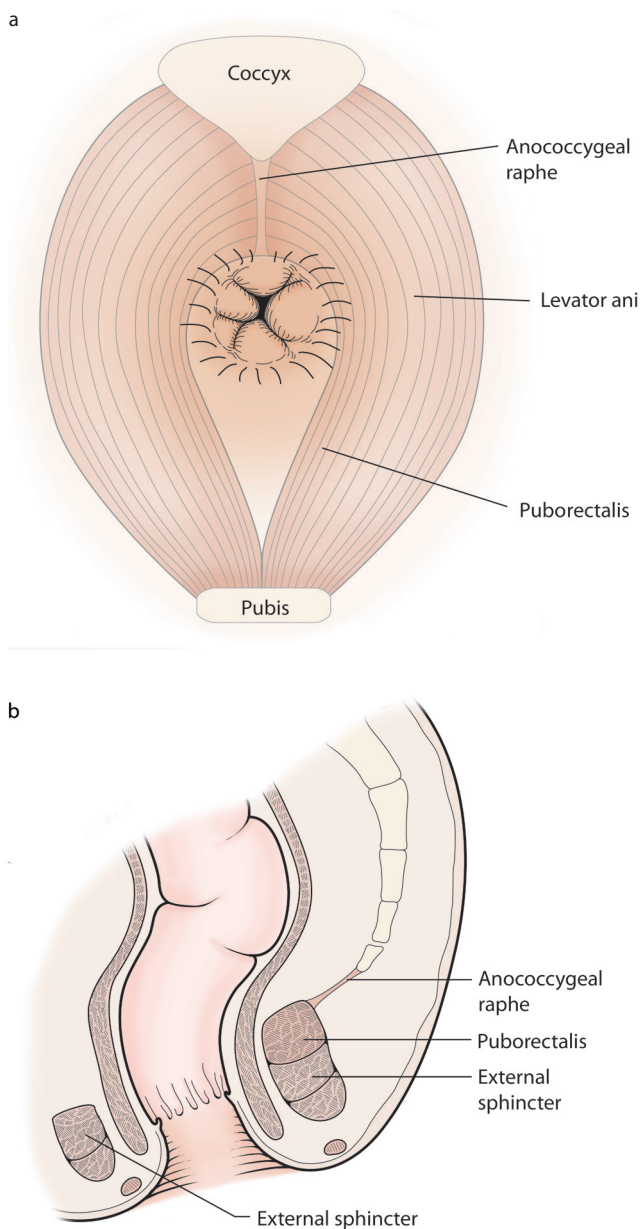 a
Coccyx
Anococcygeal
raphe
Levator ani
Puborectalis
Pubis
b
Anococcygeal
raphe
Puborectalis
External
sphincter
External sphincter